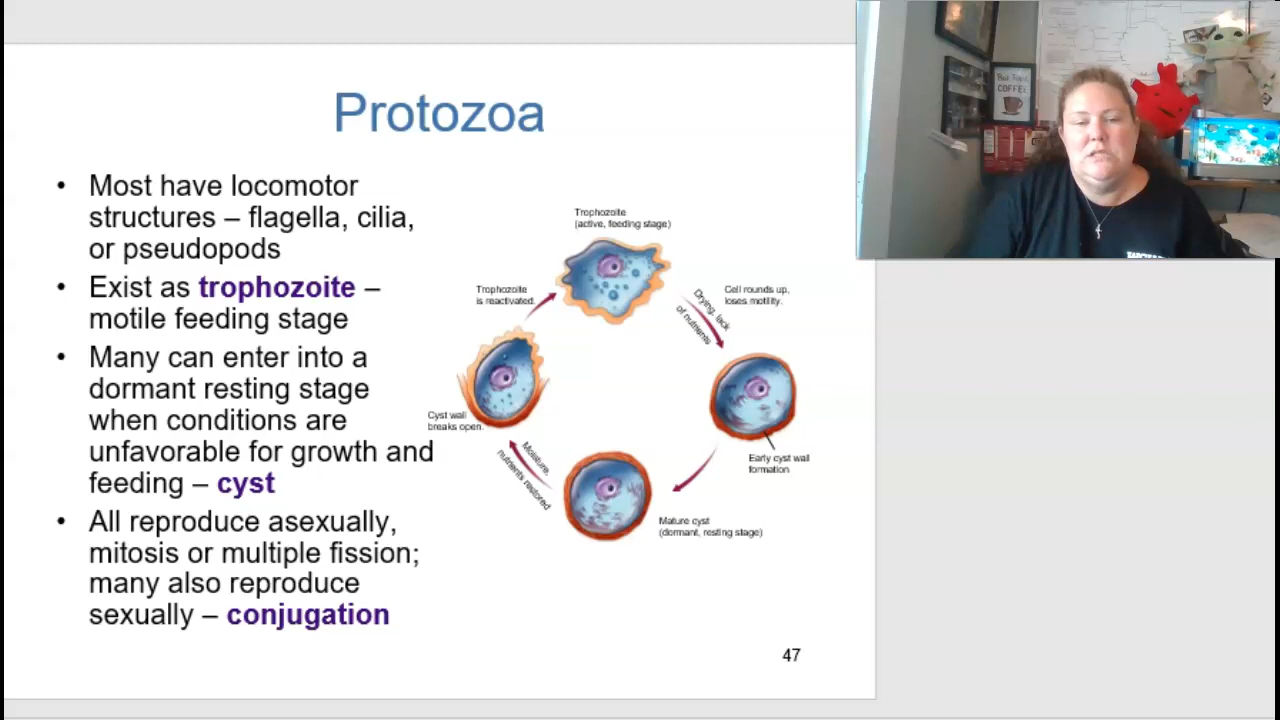 Protozoa
• Most have locomotor
structures – flagella, cilia,
or pseudopods
• Exist as trophozoite –
motile feeding stage
• Many can enter into a
dormant resting stage
when conditions are
unfavorable for growth and
feeding – cyst
• All reproduce asexually,
mitosis or multiple fission;
many also reproduce
sexually – conjugation
Trophozoite
(active, feeding stage)
Cell rounds up,
loses motility.
Drying, lack
of nutrients
Early cyst wall
formation
Mature cyst
(dormant, resting stage)
Moisture,
nutrients restored
Cyst wall
breaks open.
Trophozoite
is reactivated.
47
COFFEE